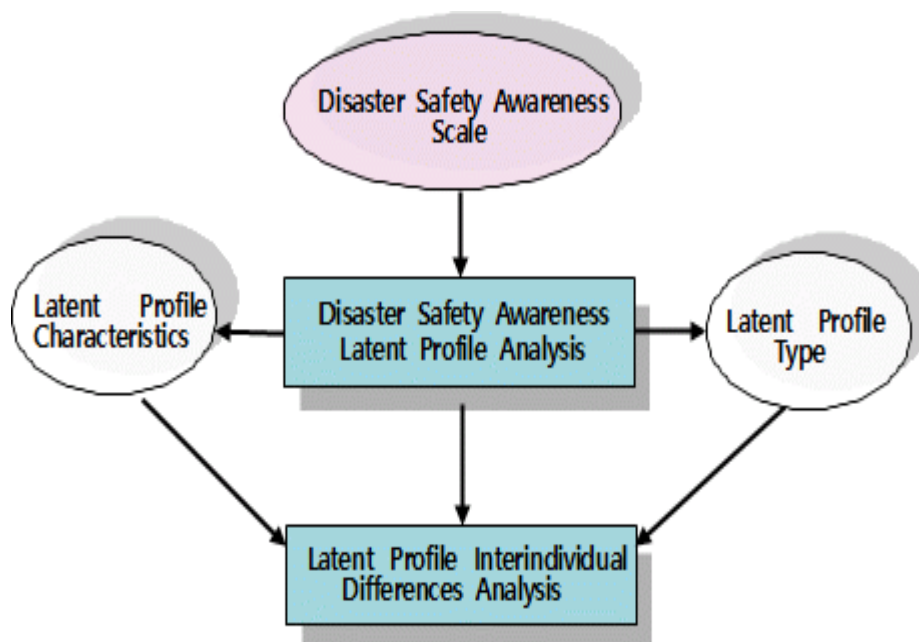 Disaster Safety Awareness
Scale
Latent Profile
Characteristics
Disaster Safety Awareness
Latent Profile Analysis
Latent Profile
Type
Latent Profile Interindividual
Differences Analysis